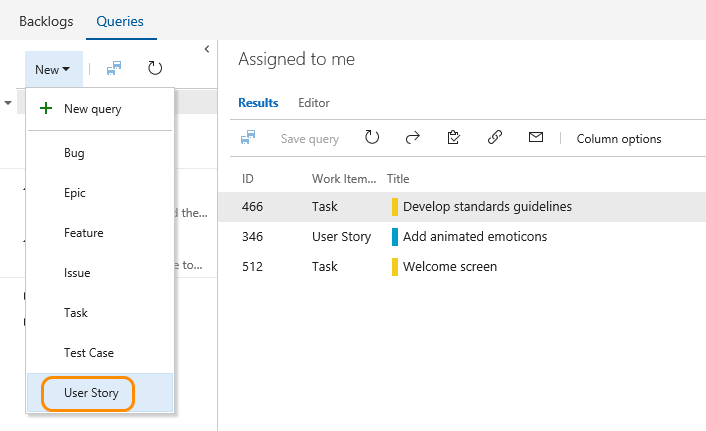 Backlogs Queries
New
New query
Bug
Epic
Feature
Issue
Task
Test Case
User Story
d the...
e to...
Assigned to me
Results Editor
Save query Column options
ID Work Item... Title
466 Task Develop standards guidelines
346 User Story Add animated emoticons
512 Task Welcome screen